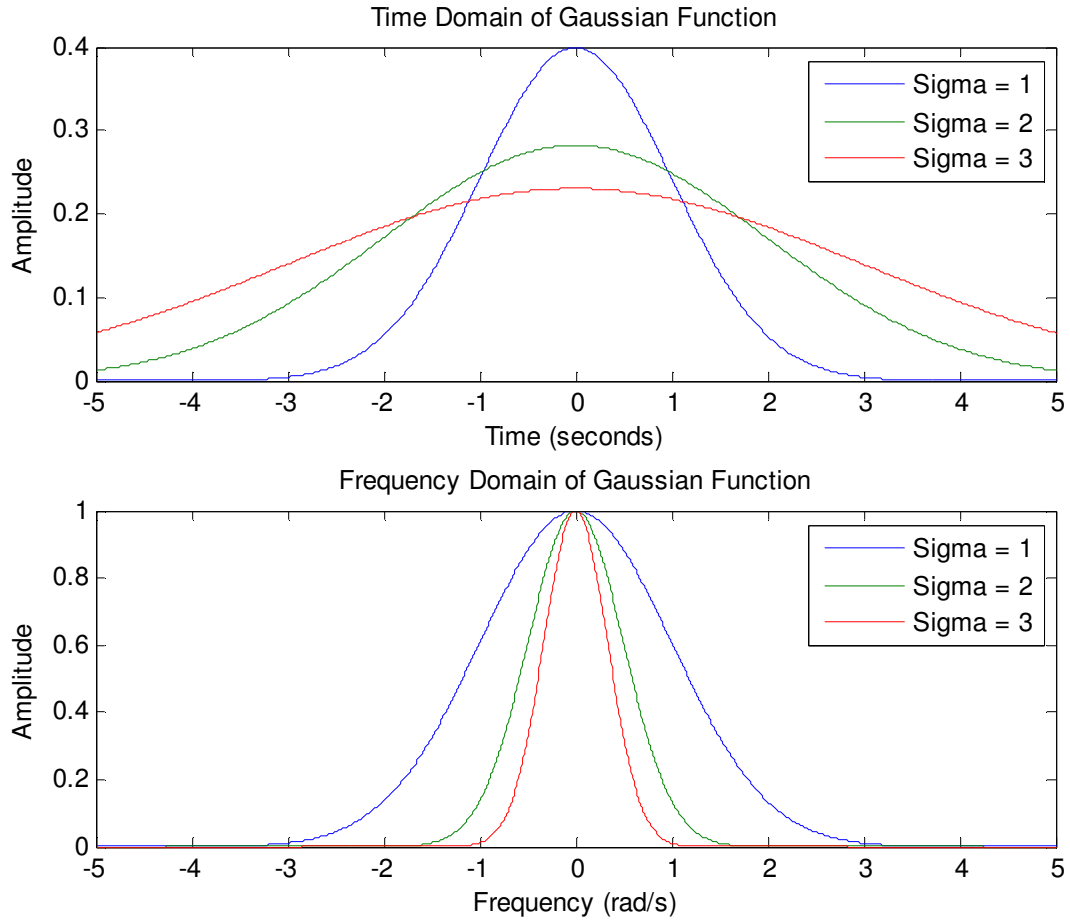 Time Domain of Gaussian Function
0.4
0.3
0.2
0.1
0
Amplitude
Sigma = 1
Sigma = 2
Sigma = 3
-5 -4 -3 -2 -1 0 1 2 3 4 5
Time (seconds)
Frequency Domain of Gaussian Function
1
0.8
0.6
0.4
0.2
0
Amplitude
Sigma = 1
Sigma = 2
Sigma = 3
-5 -4 -3 -2 -1 0 1 2 3 4 5
Frequency (rad/s)